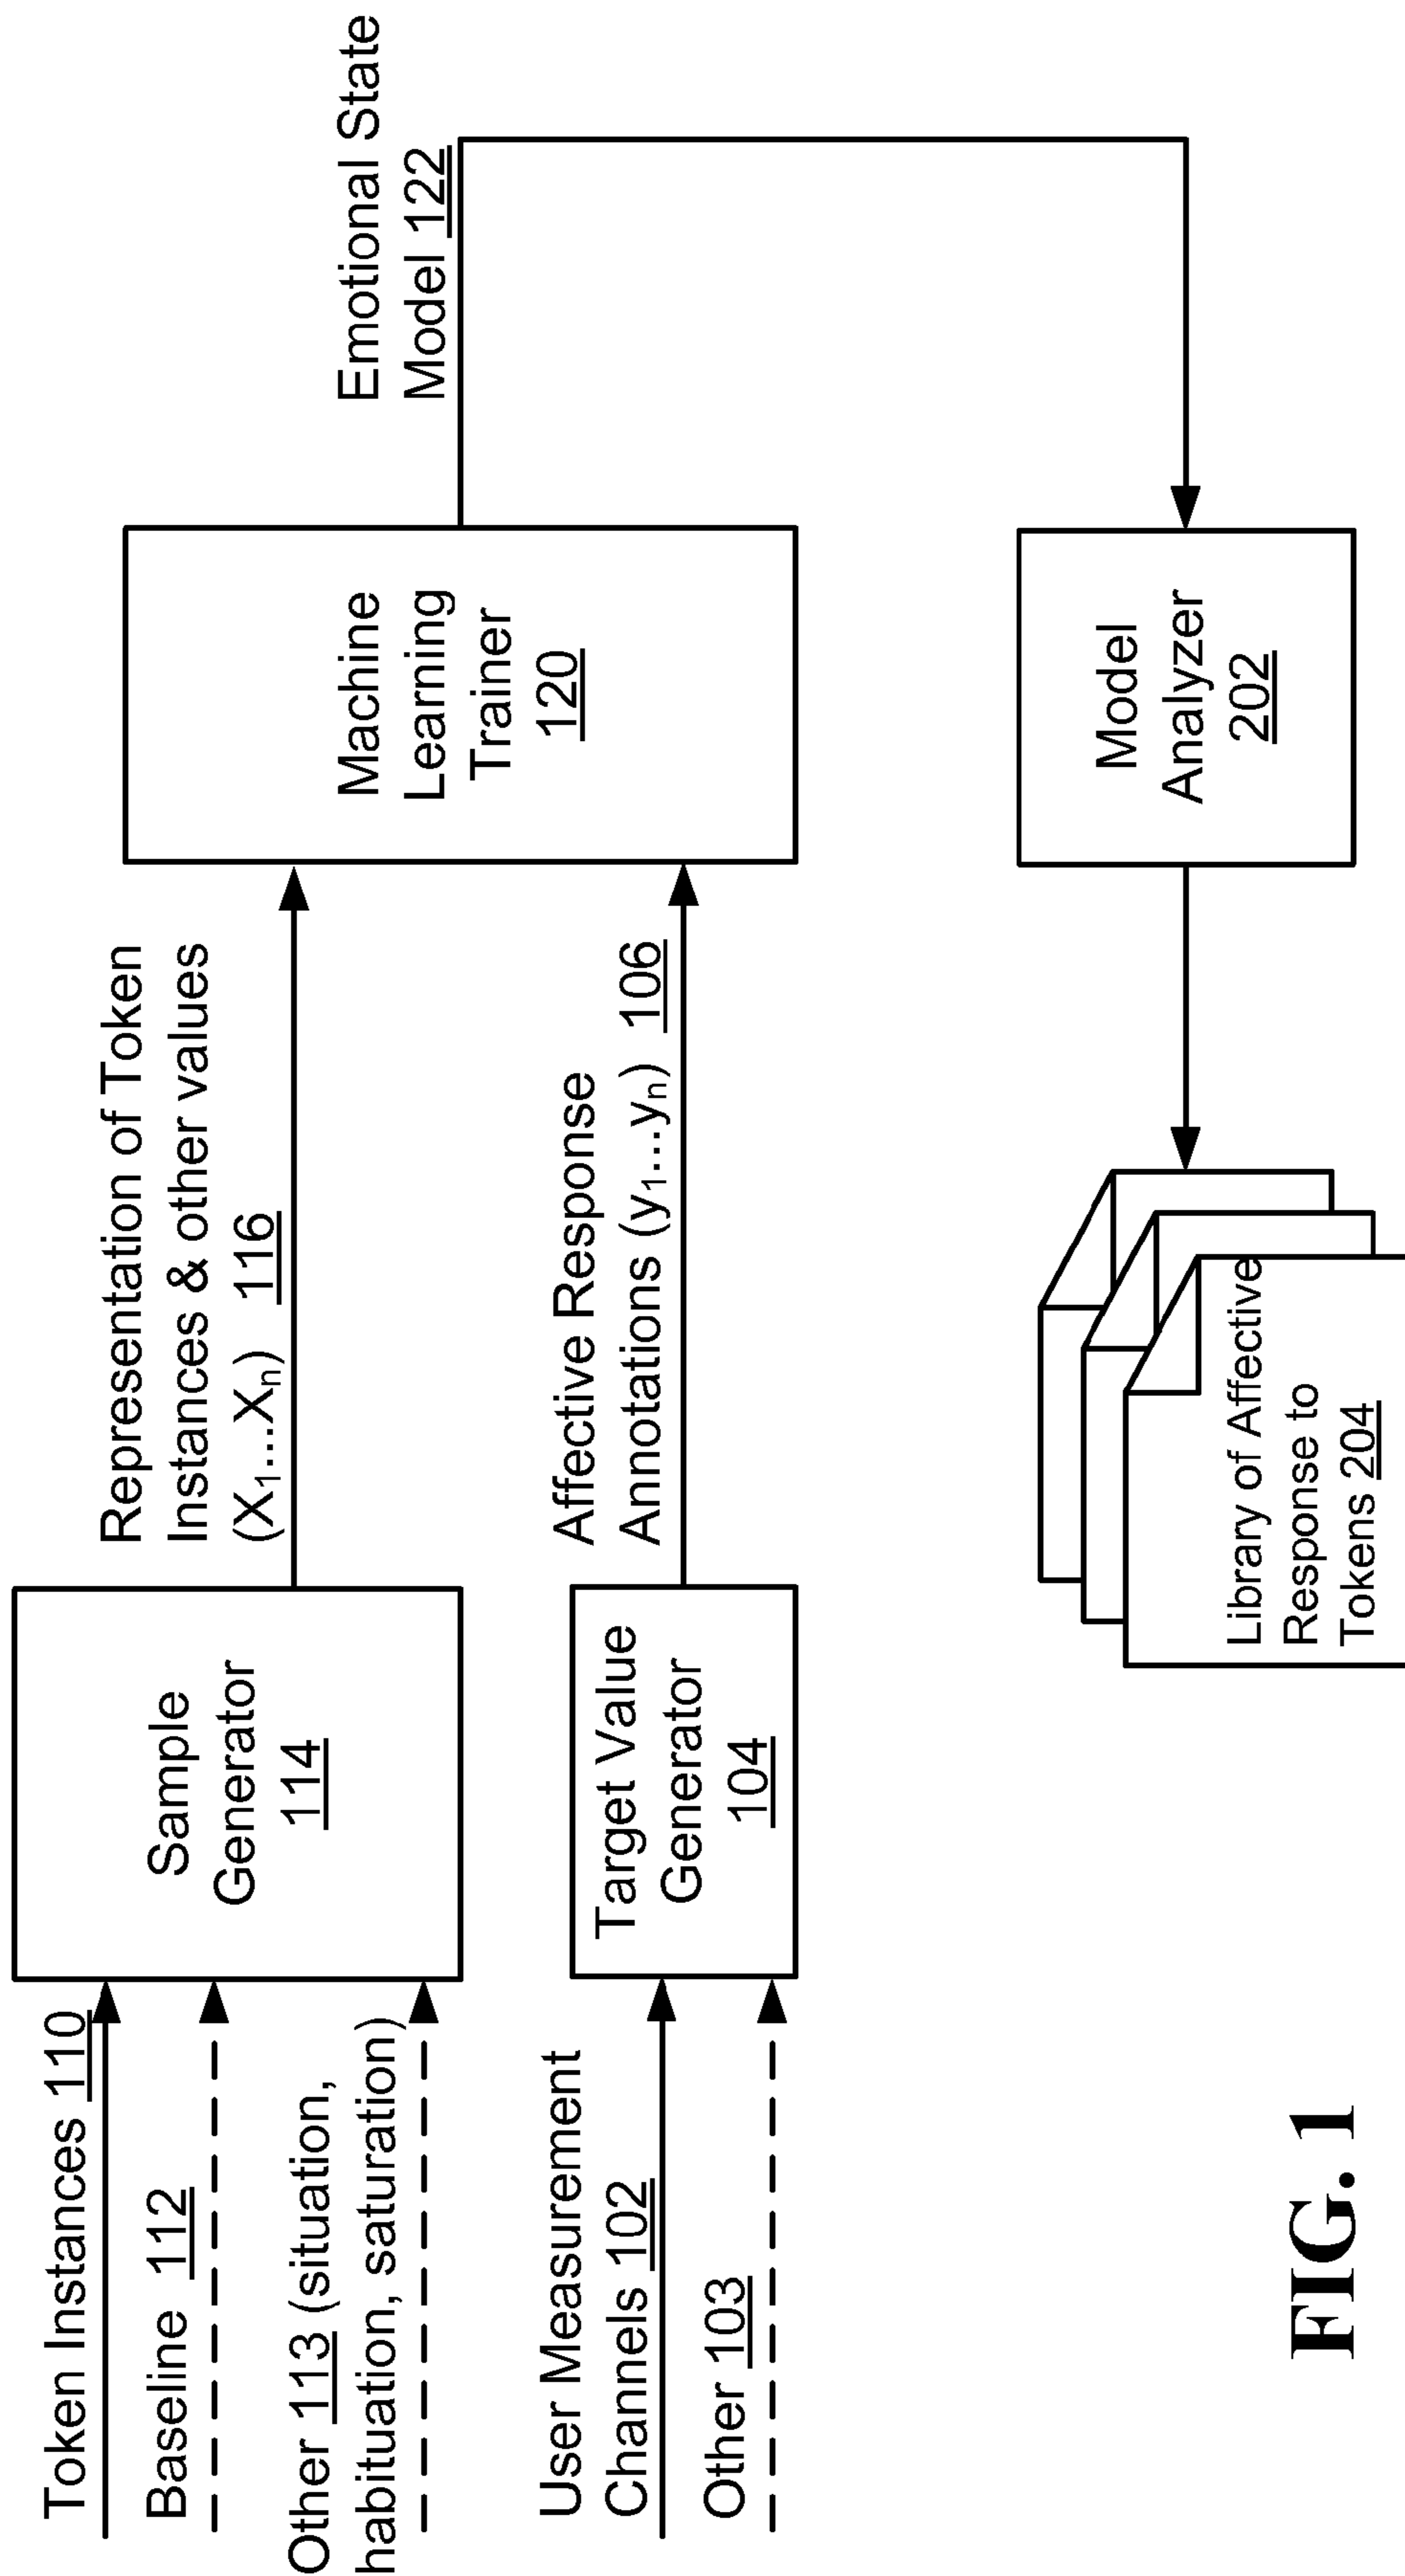 Token Instances 110
Baseline 112
Other 113 (situation,
habituation, saturation)
Sample
Generator
114
Representation of Token
Instances & other values
(X₁...Xₙ) 116
User Measurement
Channels 102
Other 103
Target Value
Generator
104
Affective Response
Annotations (y₁...yₙ) 106
Machine
Learning
Trainer
120
Emotional State
Model 122
Model
Analyzer
202
Library of Affective
Response to
Tokens 204
FIG. 1